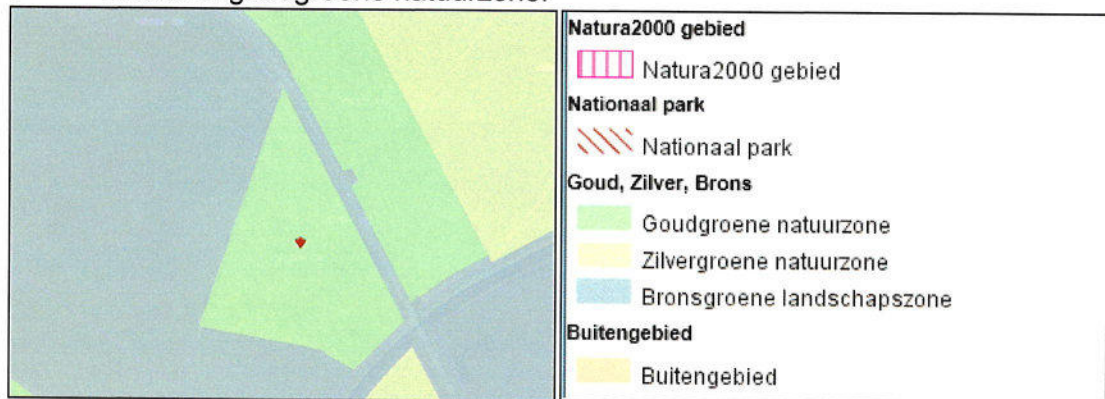 Natura2000 gebied
Natura2000 gebied
Nationaal park
Nationaal park
Goud, Zilver, Brons
Goudgroene natuurzone
Zilvergroene natuurzone
Bronsgroene landschapszone
Buitengebied
Buitengebied